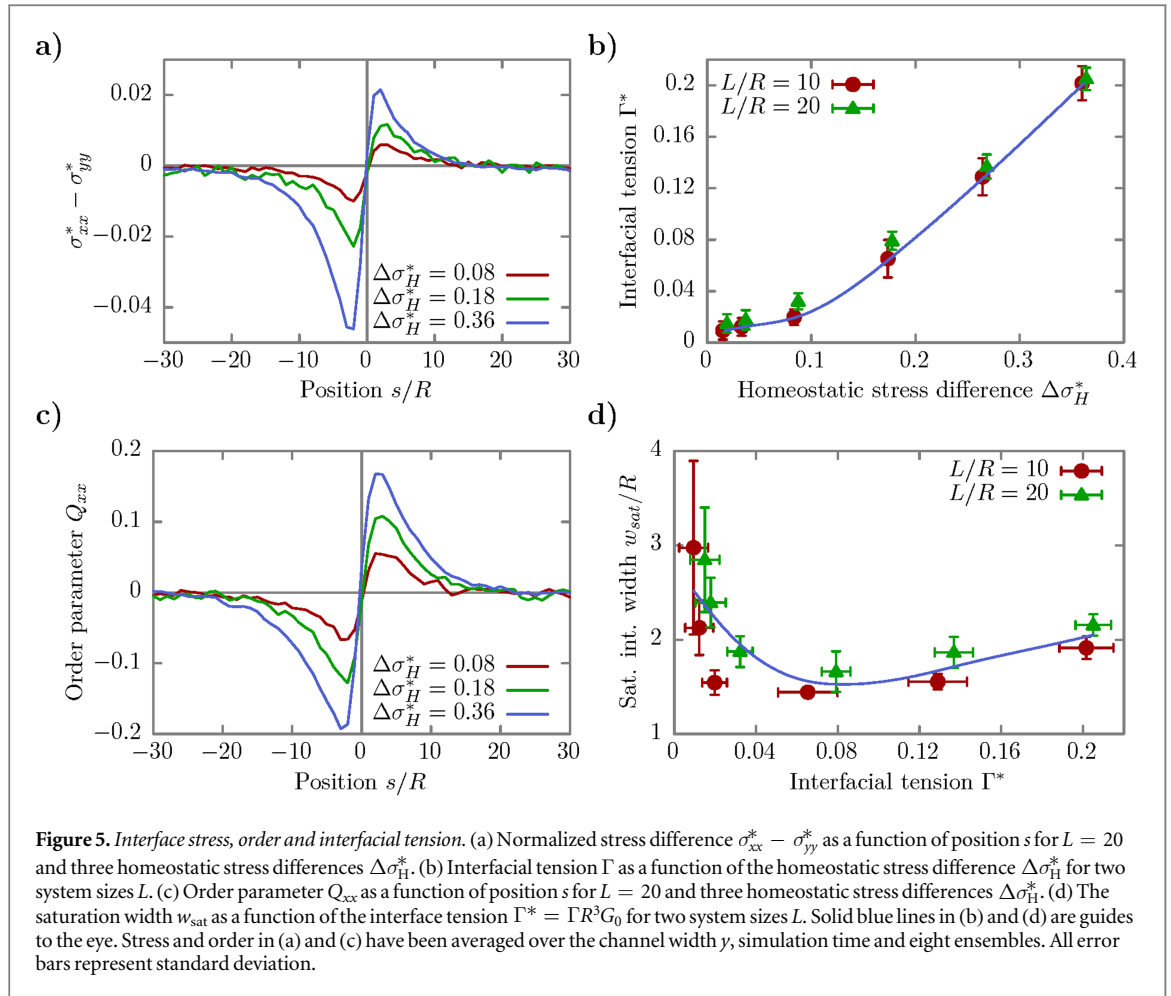 a)
0.02
0
−0.02
−0.04
σ*xx − σ*yy
Δσ*H = 0.08
Δσ*H = 0.18
Δσ*H = 0.36
−30 −20 −10 0 10 20 30
Position s/R
b)
L/R = 10
L/R = 20
0.2
0.16
0.12
0.08
0.04
0
Interfacial tension Γ*
0 0.1 0.2 0.3 0.4
Homeostatic stress difference Δσ*H
c)
0.2
0.1
0
−0.1
−0.2
Order parameter Qxx
Δσ*H = 0.08
Δσ*H = 0.18
Δσ*H = 0.36
−30 −20 −10 0 10 20 30
Position s/R
d)
L/R = 10
L/R = 20
4
3
2
1
Sat. int. width wsat/R
0 0.04 0.08 0.12 0.16 0.2
Interfacial tension Γ*
Figure 5. Interface stress, order and interfacial tension. (a) Normalized stress difference σ*xx − σ*yy as a function of position s for L = 20
and three homeostatic stress differences Δσ*H. (b) Interfacial tension Γ as a function of the homeostatic stress difference Δσ*H for two
system sizes L. (c) Order parameter Qxx as a function of position s for L = 20 and three homeostatic stress differences Δσ*H. (d) The
saturation width wsat as a function of the interface tension Γ* = ΓR³G0 for two system sizes L. Solid blue lines in (b) and (d) are guides
to the eye. Stress and order in (a) and (c) have been averaged over the channel width y, simulation time and eight ensembles. All error
bars represent standard deviation.